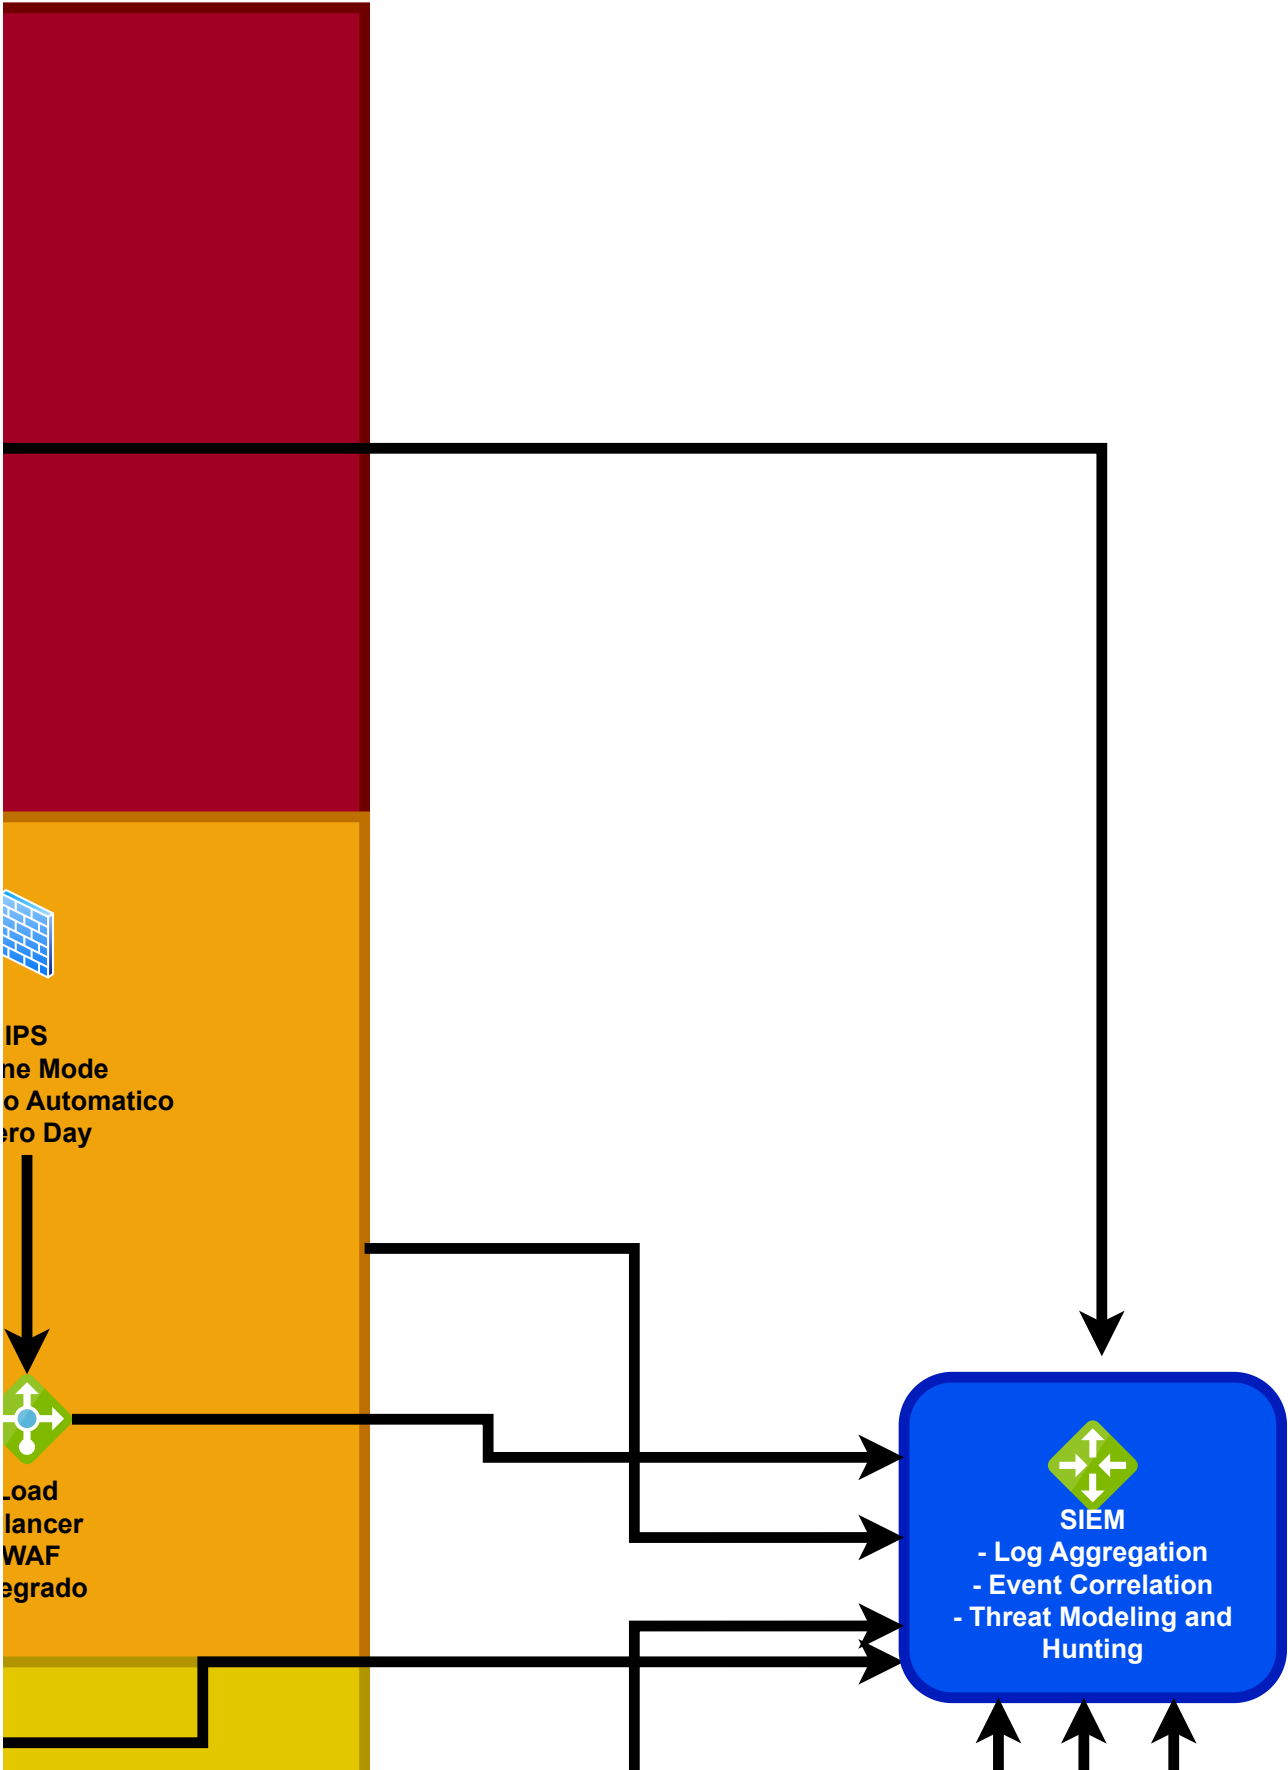 IPS
ne Mode
o Automatico
ero Day
Load
lancer
WAF
egrado
SIEM
- Log Aggregation
- Event Correlation
- Threat Modeling and
Hunting